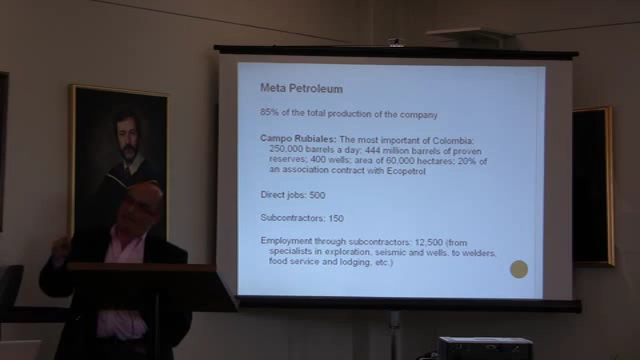 Meta Petroleum
85% of the total production of the company
Campo Rubiales: The most important of Colombia;
250,000 barrels a day; 444 million barrels of proven
reserves; 400 wells; area of 60,000 hectares; 20% of
an association contract with Ecopetrol
Direct jobs: 500
Subcontractors: 150
Employment through subcontractors: 12,500 (from
specialists in exploration, seismic and wells, to welders,
food service and lodging, etc.)